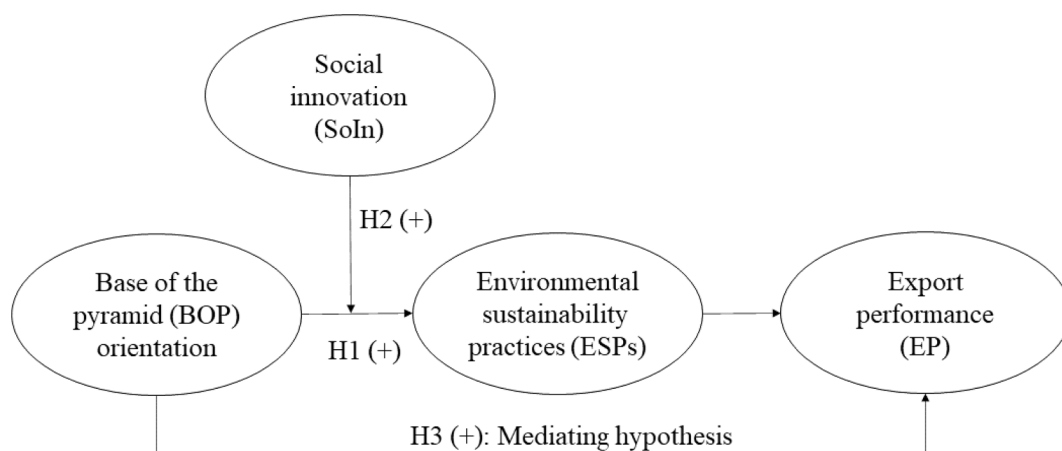 Social
innovation
(SoIn)
H2 (+)
Base of the
pyramid (BOP)
orientation
H1 (+)
Environmental
sustainability
practices (ESPs)
Export
performance
(EP)
H3 (+): Mediating hypothesis